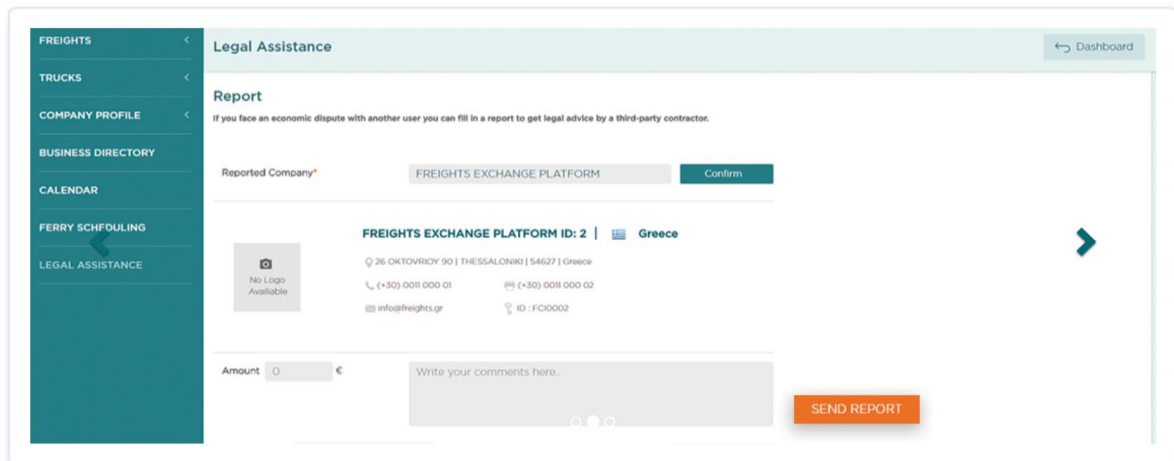 FREIGHTS
TRUCKS
COMPANY PROFILE
BUSINESS DIRECTORY
CALENDAR
FERRY SCHEDULING
LEGAL ASSISTANCE
Legal Assistance
Dashboard
Report
If you face an economic dispute with another user you can fill in a report to get legal advice by a third-party contractor.
Reported Company*
FREIGHTS EXCHANGE PLATFORM
Confirm
No Logo
Availiable
FREIGHTS EXCHANGE PLATFORM ID: 2 | Greece
26 OKTOVRIOY 90 | THESSALONIKI | 54627 | Greece
(+30) 0011 000 01 (+30) 0011 000 02
info@freights.gr ID : FCI0002
Amount 0 €
Write your comments here..
SEND REPORT